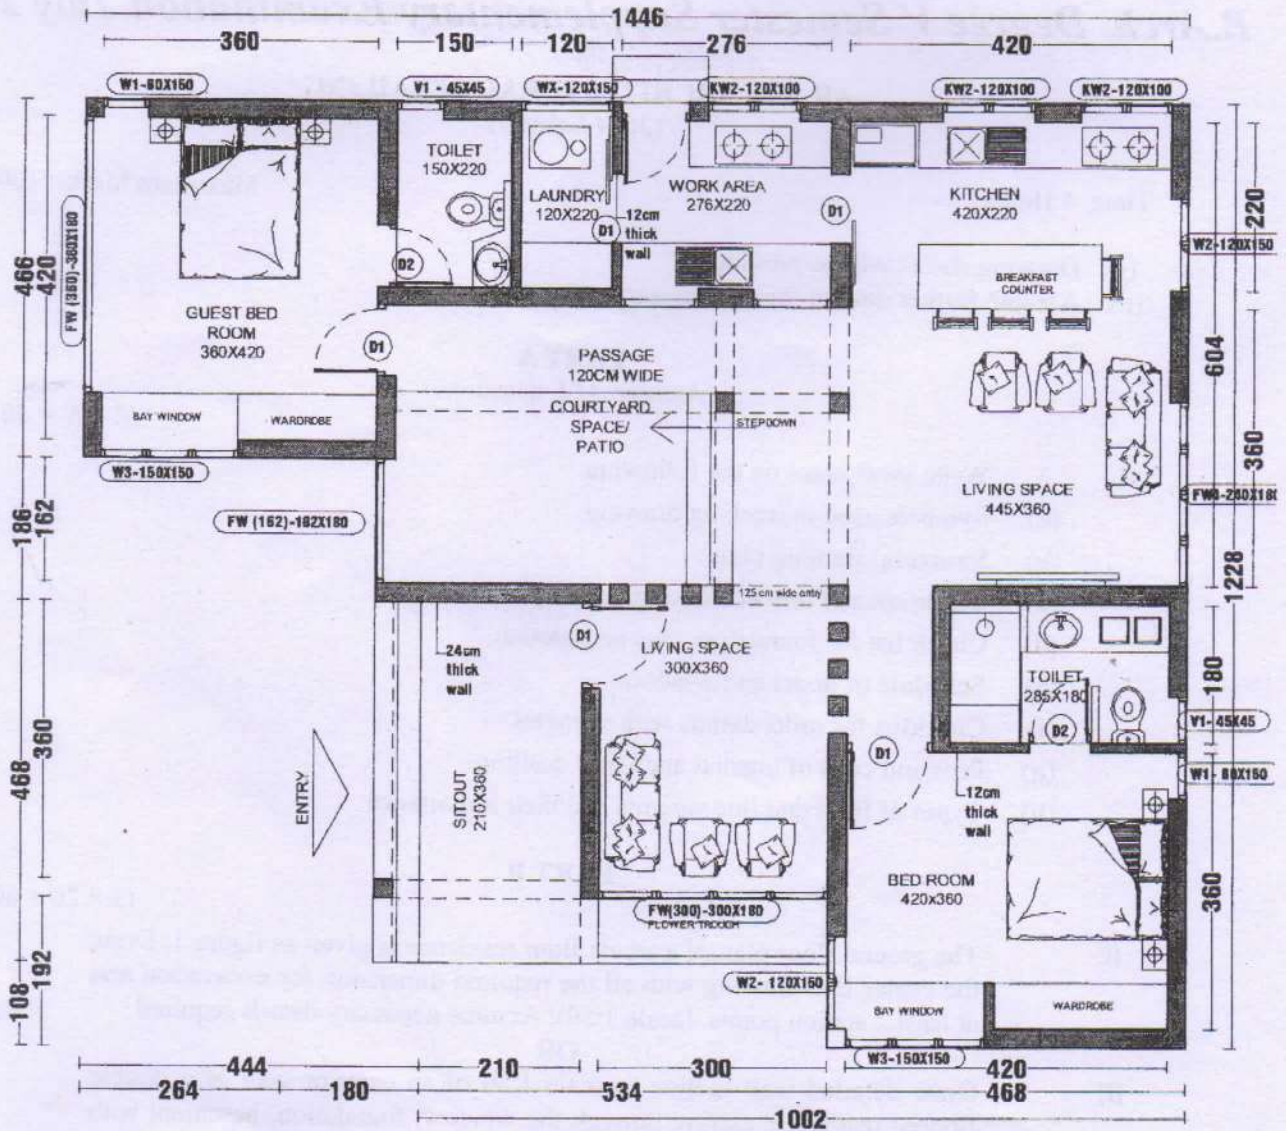 1446
360 150 120 276 420
W1-60X150 V1 - 45X45 WX-120X150 KW2-120X100 KW2-120X100 KW2-120X100
TOILET
150X220
LAUNDRY
120X220
WORK AREA
276X220
KITCHEN
420X220
12cm
thick
wall
D1
D1
D2
BREAKFAST
COUNTER
W2-120X150
FW (360)-360X180
GUEST BED
ROOM
360X420
D1
PASSAGE
120CM WIDE
COURTYARD
SPACE/
PATIO
STEPDOWN
BAY WINDOW
WARDROBE
W3-150X150
FW (162)-162X180
LIVING SPACE
445X360
466
420
186
162
468
360
108
192
220
604
360
1228
180
360
125 cm wide entry
24cm
thick
wall
D1
LIVING SPACE
300X360
TOILET
285X180
D2
V1- 45X45
D1
12cm
thick
wall
ENTRY
SITOUT
210X360
BED ROOM
420x360
FW(300)-300X180
FLOWER TROUGH
W2- 120X150
BAY WINDOW
WARDROBE
W3-150X150
444 210 300 420
264 180 534 468
1002